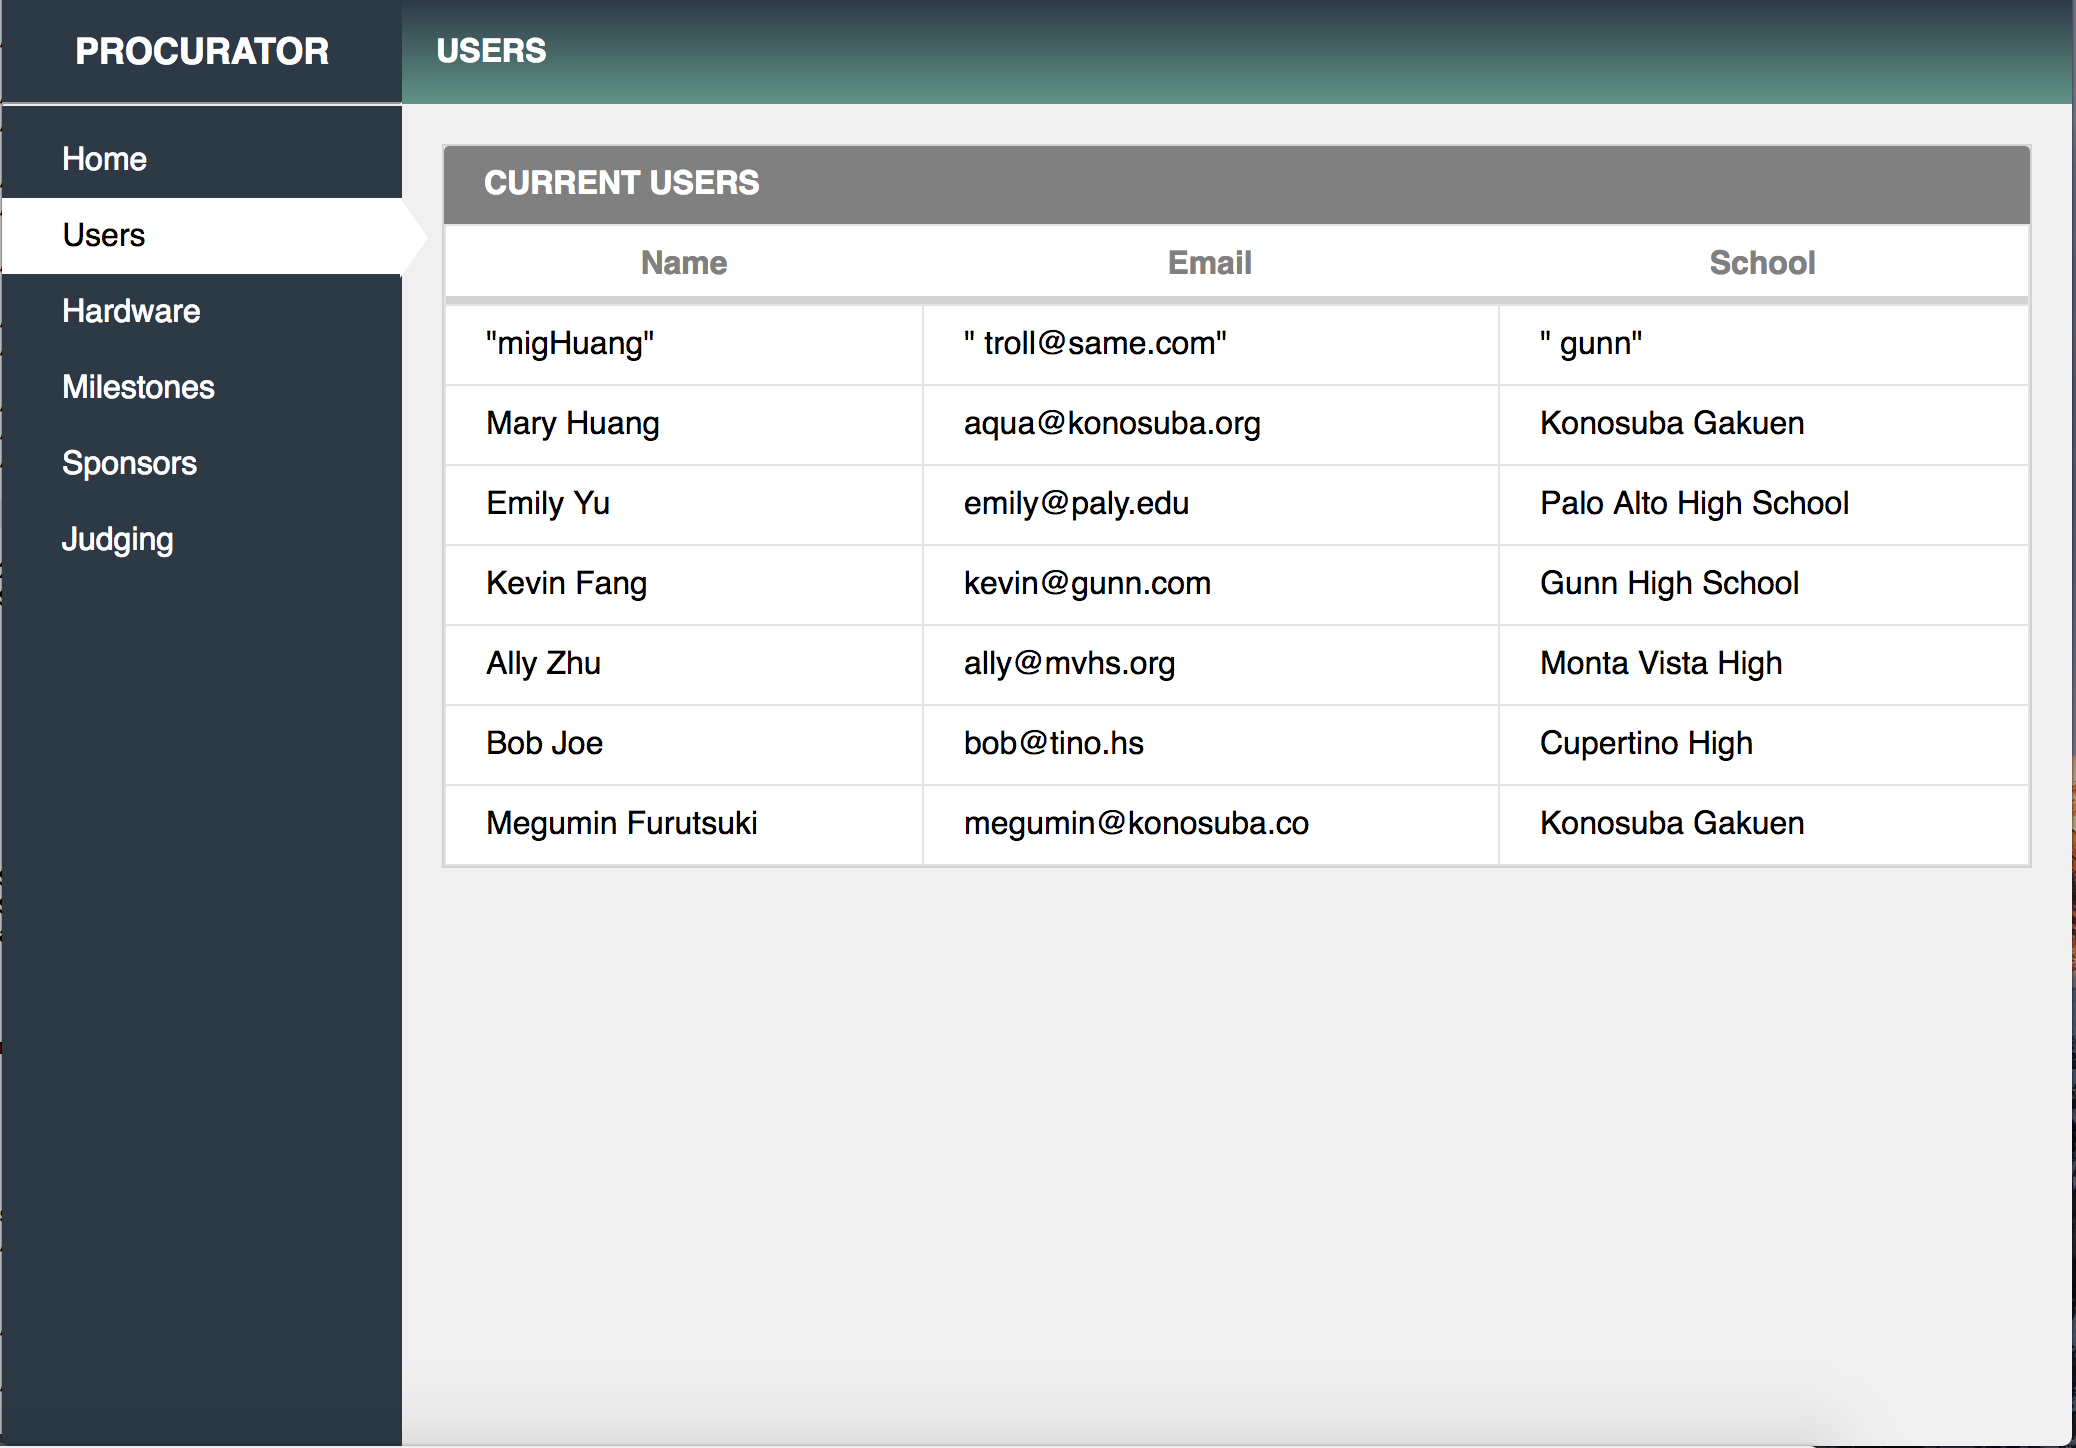 PROCURATOR
USERS
Home
Users
Hardware
Milestones
Sponsors
Judging
CURRENT USERS
Name Email School
"migHuang" " troll@same.com" " gunn"
Mary Huang aqua@konosuba.org Konosuba Gakuen
Emily Yu emily@paly.edu Palo Alto High School
Kevin Fang kevin@gunn.com Gunn High School
Ally Zhu ally@mvhs.org Monta Vista High
Bob Joe bob@tino.hs Cupertino High
Megumin Furutsuki megumin@konosuba.co Konosuba Gakuen